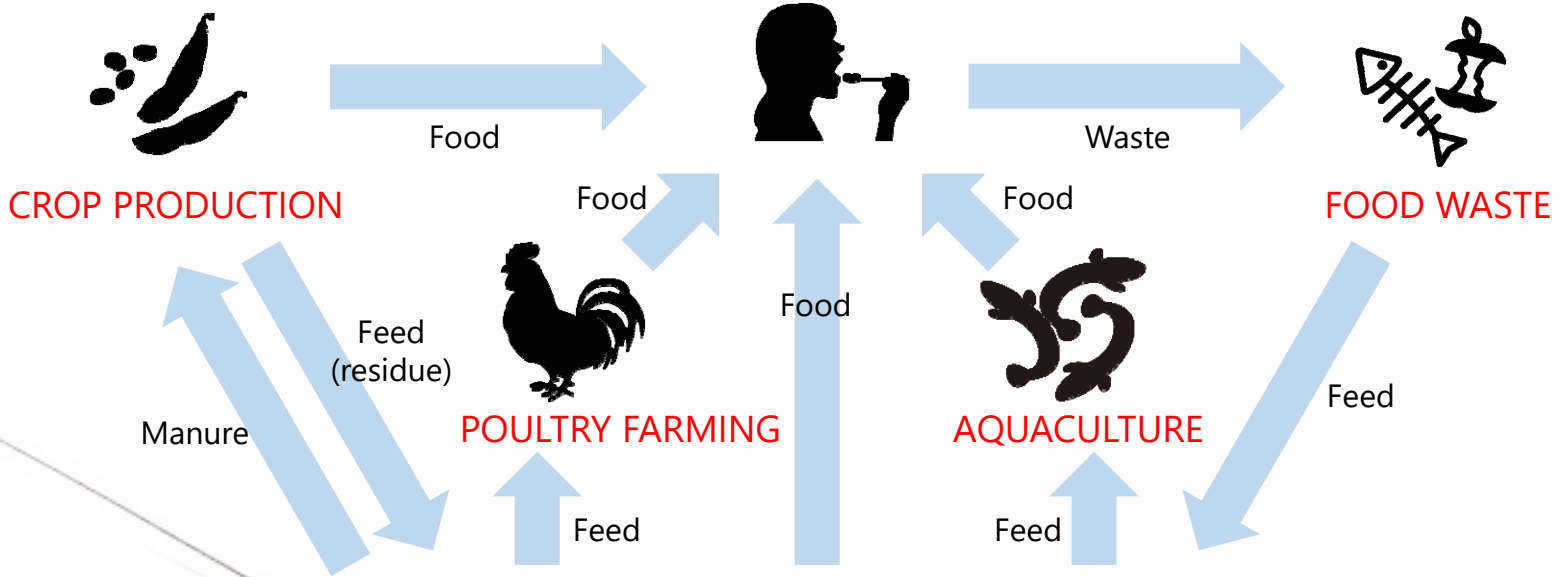 Food
Waste
CROP PRODUCTION
Food
Food
FOOD WASTE
Food
Feed
(residue)
Feed
Manure
POULTRY FARMING
AQUACULTURE
Feed
Feed